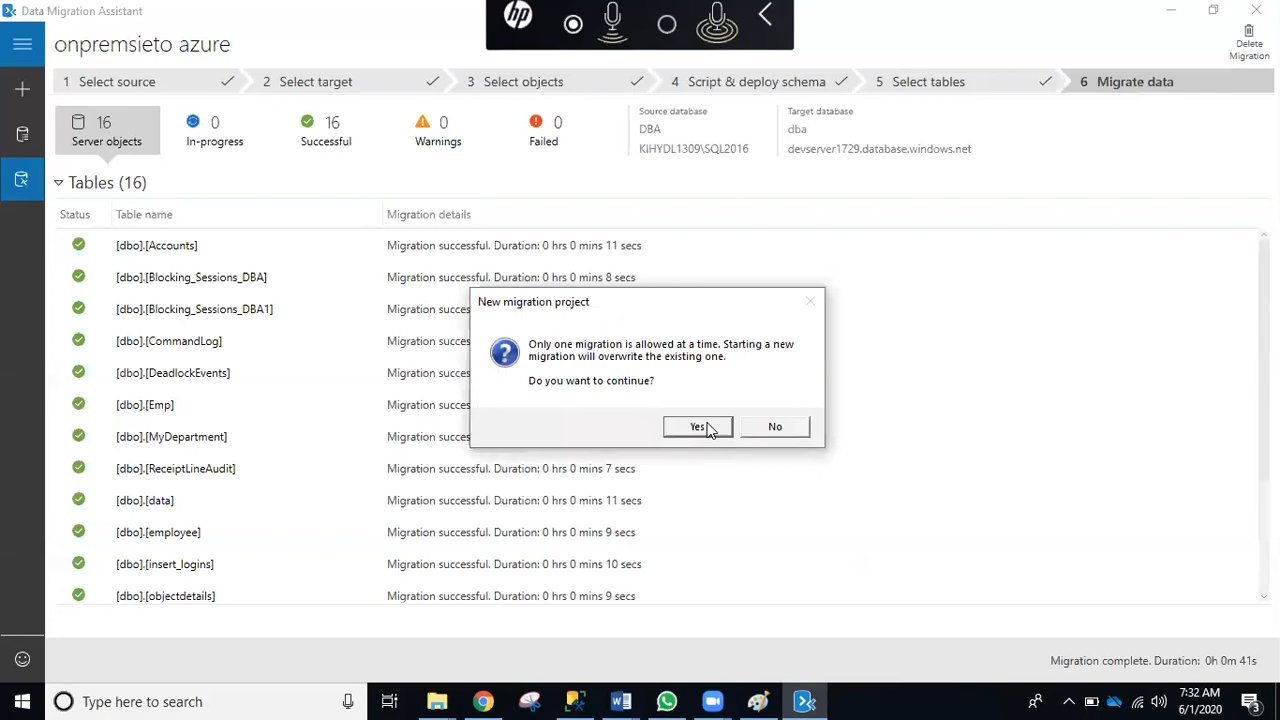 Data Migration Assistant
hp
onpremsieto azure
Delete
Migration
1 Select source
2 Select target
3 Select objects
4 Script & deploy schema
5 Select tables
6 Migrate data
16
Server objects
0
In-progress
16
Successful
0
Warnings
0
Failed
Source database
DBA
KIHYDL1309\SQL2016
Target database
dba
devserver1729.database.windows.net
Tables (16)
Status Table name Migration details
[dbo].[Accounts] Migration successful. Duration: 0 hrs 0 mins 11 secs
[dbo].[Blocking_Sessions_DBA] Migration successful. Duration: 0 hrs 0 mins 8 secs
[dbo].[Blocking_Sessions_DBA1] Migration succes
[dbo].[CommandLog] Migration succes
[dbo].[DeadlockEvents] Migration succes
[dbo].[Emp] Migration succes
[dbo].[MyDepartment] Migration succes
[dbo].[ReceiptLineAudit] Migration successful. Duration: 0 hrs 0 mins 7 secs
[dbo].[data] Migration successful. Duration: 0 hrs 0 mins 11 secs
[dbo].[employee] Migration successful. Duration: 0 hrs 0 mins 9 secs
[dbo].[insert_logins] Migration successful. Duration: 0 hrs 0 mins 10 secs
[dbo].[objectdetails] Migration successful. Duration: 0 hrs 0 mins 9 secs
New migration project
Only one migration is allowed at a time. Starting a new
migration will overwrite the existing one.
Do you want to continue?
Yes
No
Migration complete. Duration: 0h 0m 41s
Type here to search
7:32 AM
6/1/2020
3